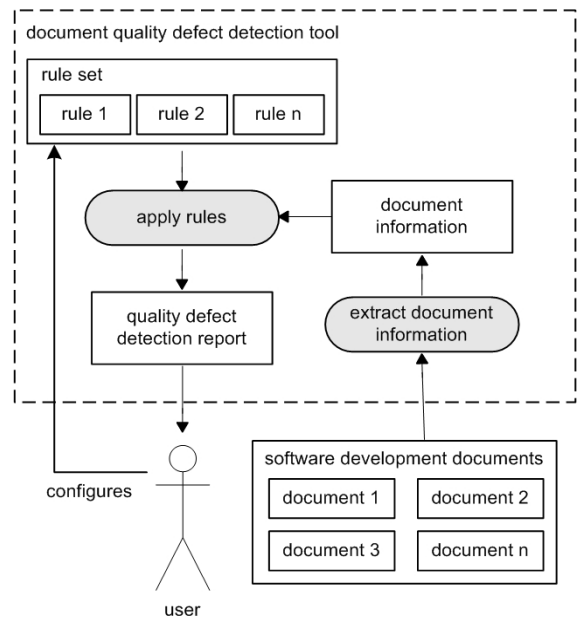 document quality defect detection tool
rule set
rule 1
rule 2
rule n
apply rules
document
information
quality defect
detection report
extract document
information
software development documents
document 1
document 2
document 3
document n
configures
user